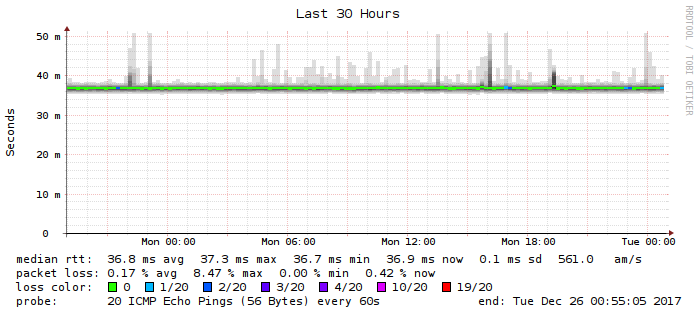 Last 30 Hours
RRDTOOL / TOBI OETIKER
Seconds
50 m
40 m
30 m
20 m
10 m
0
Mon 00:00 Mon 06:00 Mon 12:00 Mon 18:00 Tue 00:00
median rtt: 36.8 ms avg 37.3 ms max 36.7 ms min 36.9 ms now 0.1 ms sd 561.0 am/s
packet loss: 0.17 % avg 8.47 % max 0.00 % min 0.42 % now
loss color: 0 1/20 2/20 3/20 4/20 10/20 19/20
probe: 20 ICMP Echo Pings (56 Bytes) every 60s end: Tue Dec 26 00:55:05 2017